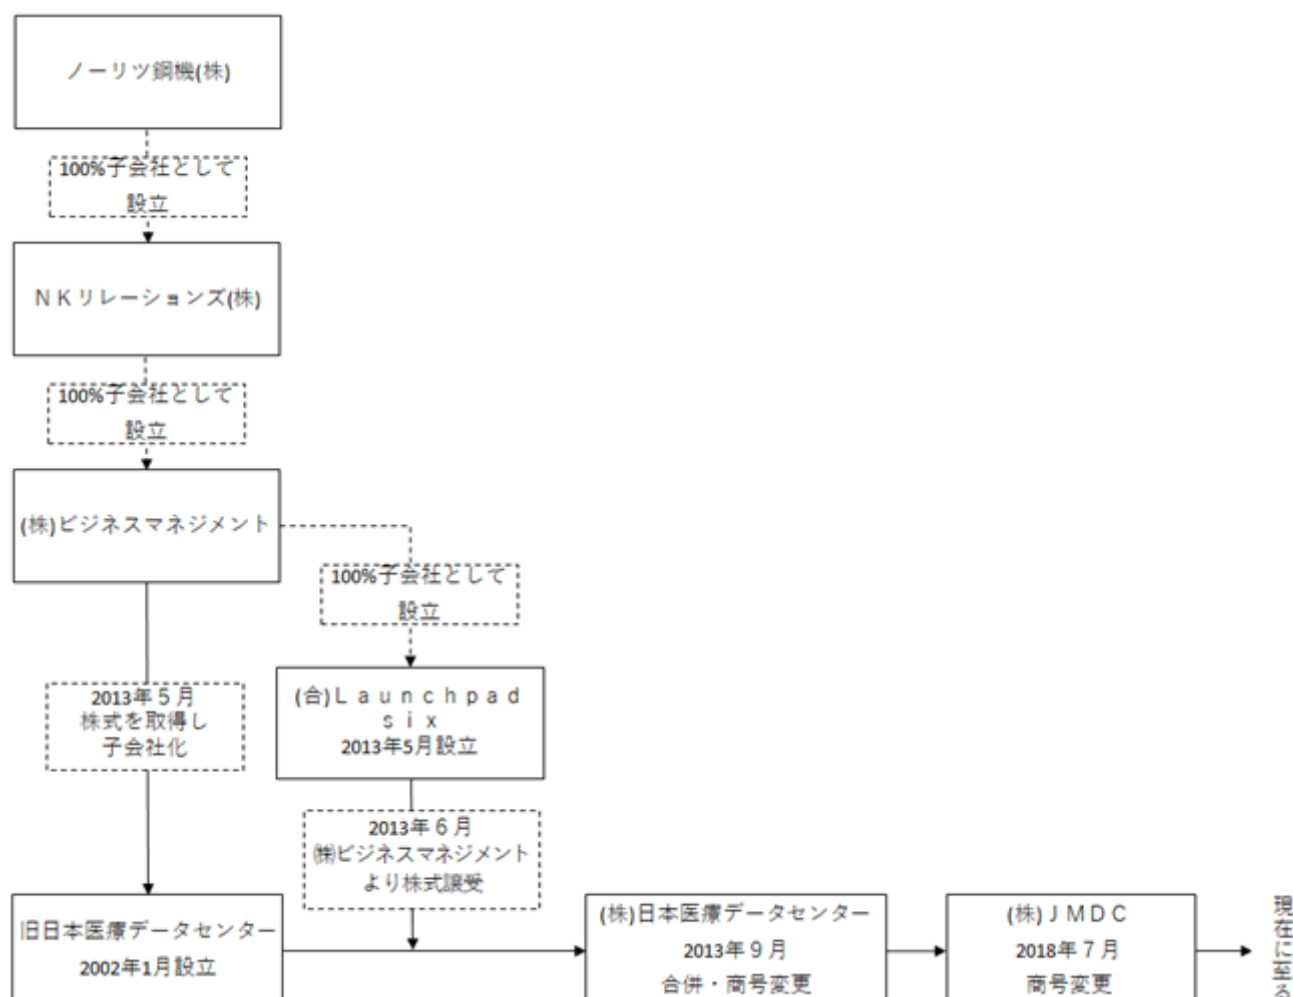 ノーリツ鋼機(株)
100%子会社として
設立
ＮＫリレーションズ(株)
100%子会社として
設立
(株)ビジネスマネジメント
100%子会社として
設立
2013年５月
株式を取得し
子会社化
(合)Ｌａｕｎｃｈｐａｄ
ｓｉｘ
2013年5月設立
2013年６月
㈱ビジネスマネジメント
より株式譲受
旧日本医療データセンター
2002年1月設立
(株)日本医療データセンター
2013年９月
合併・商号変更
(株)ＪＭＤＣ
2018年７月
商号変更
現在に至る